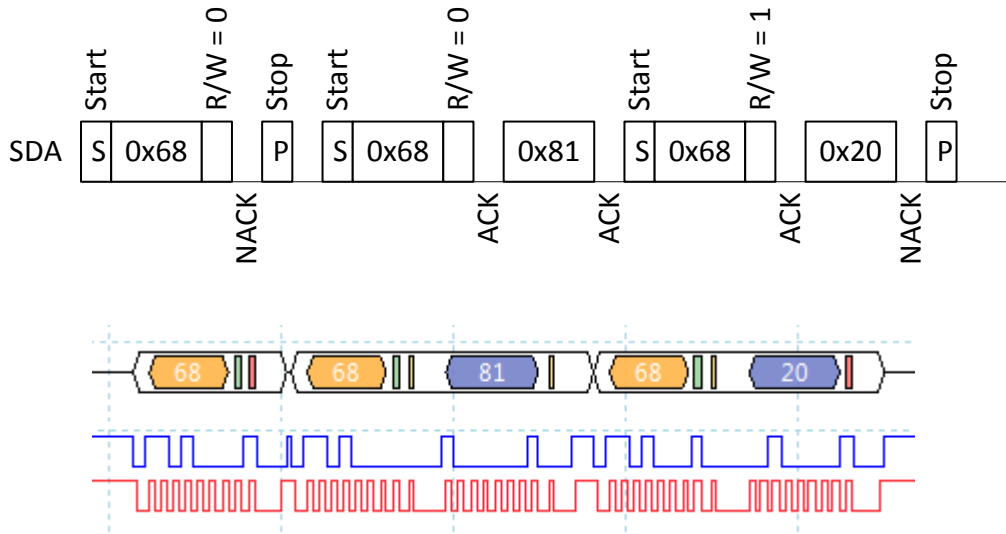 Start R/W = 0 Stop Start R/W = 0 Start R/W = 1 Stop
SDA S 0x68 P S 0x68 0x81 S 0x68 0x20 P
NACK ACK ACK ACK NACK
68 68 81 68 20